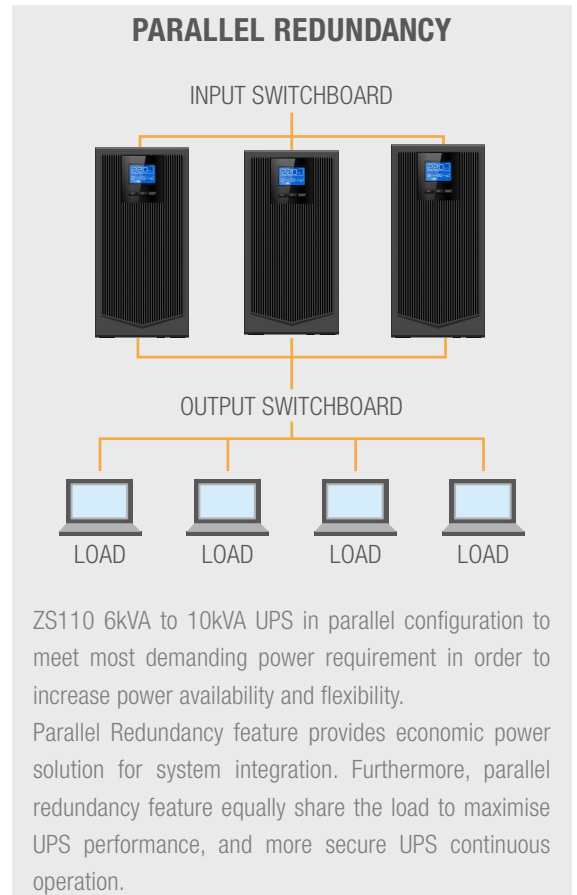 PARALLEL REDUNDANCY
INPUT SWITCHBOARD
OUTPUT SWITCHBOARD
LOAD LOAD LOAD LOAD
ZS110 6kVA to 10kVA UPS in parallel configuration to
meet most demanding power requirement in order to
increase power availability and flexibility.
Parallel Redundancy feature provides economic power
solution for system integration. Furthermore, parallel
redundancy feature equally share the load to maximise
UPS performance, and more secure UPS continuous
operation.